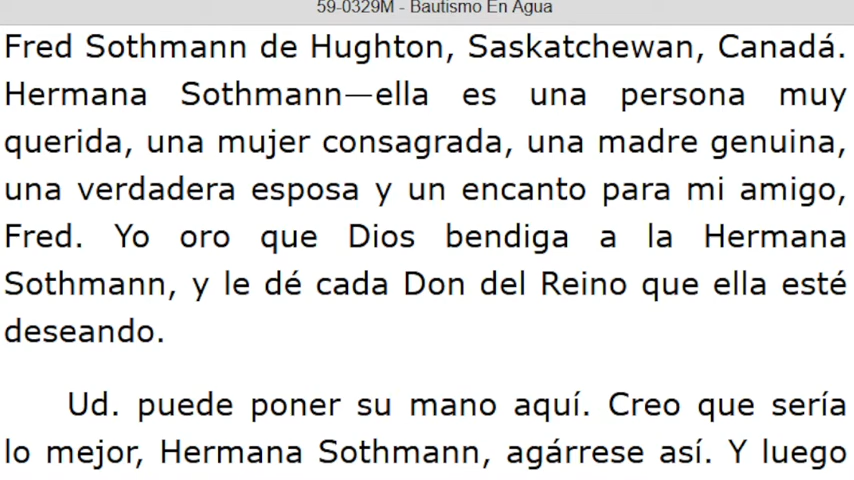 59-0329M - Bautismo En Agua
Fred Sothmann de Hughton, Saskatchewan, Canadá.
Hermana Sothmann—ella es una persona muy
querida, una mujer consagrada, una madre genuina,
una verdadera esposa y un encanto para mi amigo,
Fred. Yo oro que Dios bendiga a la Hermana
Sothmann, y le dé cada Don del Reino que ella esté
deseando.
Ud. puede poner su mano aquí. Creo que sería
lo mejor, Hermana Sothmann, agárrese así. Y luego